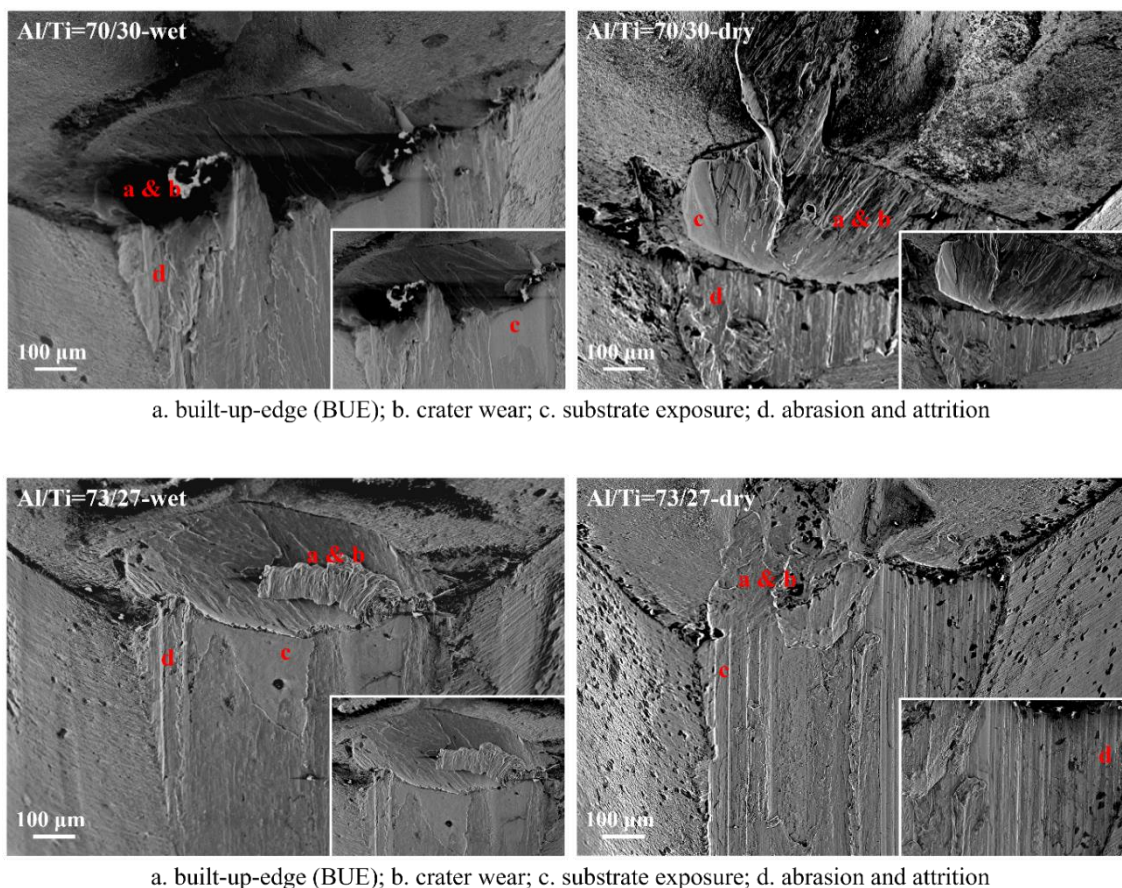 Al/Ti=70/30-wet
Al/Ti=70/30-dry
a & b
d
c
100 µm
c
a & b
d
100 µm
a. built-up-edge (BUE); b. crater wear; c. substrate exposure; d. abrasion and attrition
Al/Ti=73/27-wet
Al/Ti=73/27-dry
a & b
d
c
100 µm
a & b
c
d
100 µm
a. built-up-edge (BUE); b. crater wear; c. substrate exposure; d. abrasion and attrition